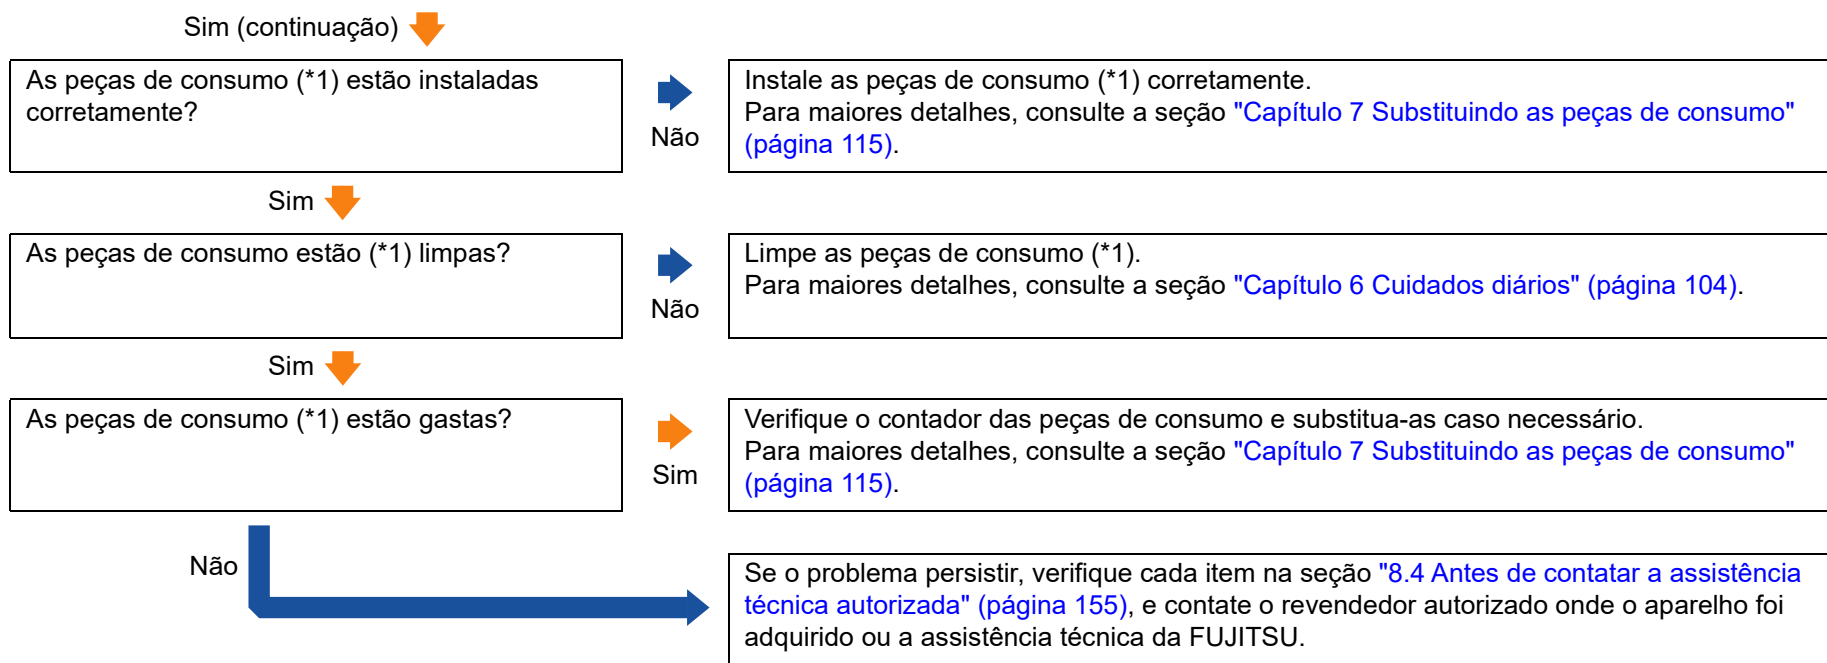 Sim (continuação)
As peças de consumo (*1) estão instaladas
corretamente?
Não
Instale as peças de consumo (*1) corretamente.
Para maiores detalhes, consulte a seção "Capítulo 7 Substituindo as peças de consumo"
(página 115).
Sim
As peças de consumo estão (*1) limpas?
Não
Limpe as peças de consumo (*1).
Para maiores detalhes, consulte a seção "Capítulo 6 Cuidados diários" (página 104).
Sim
As peças de consumo (*1) estão gastas?
Sim
Verifique o contador das peças de consumo e substitua-as caso necessário.
Para maiores detalhes, consulte a seção "Capítulo 7 Substituindo as peças de consumo"
(página 115).
Não
Se o problema persistir, verifique cada item na seção "8.4 Antes de contatar a assistência
técnica autorizada" (página 155), e contate o revendedor autorizado onde o aparelho foi
adquirido ou a assistência técnica da FUJITSU.